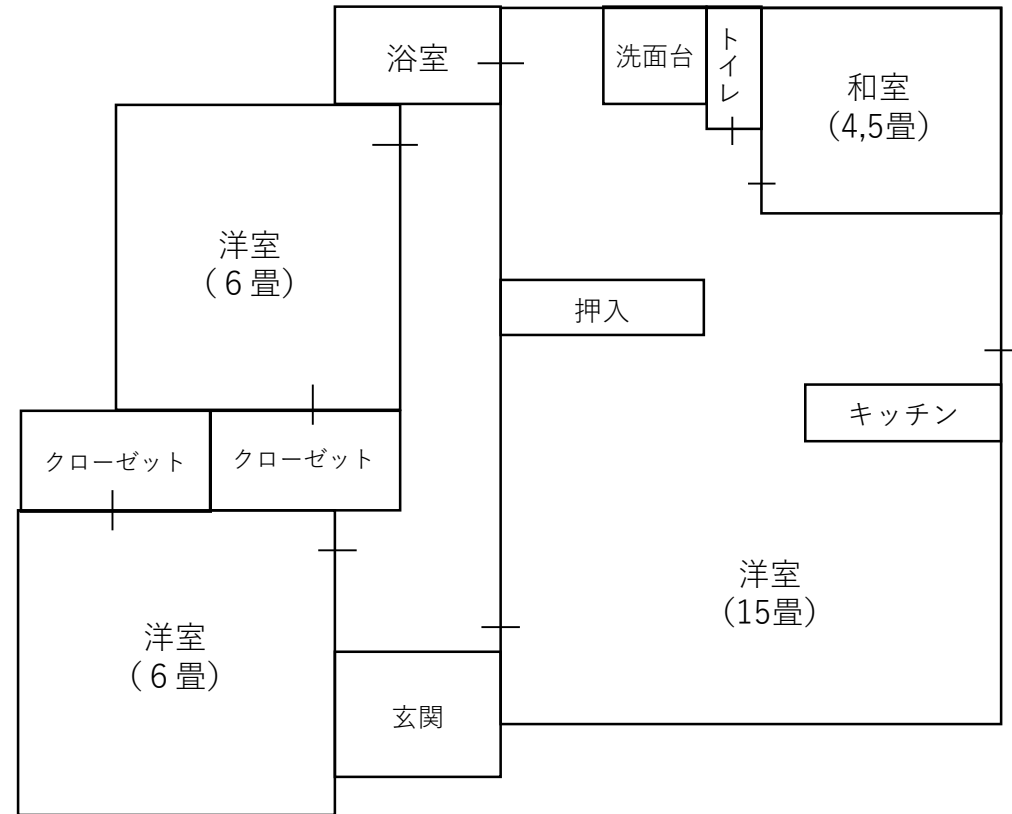 浴室
洗面台
トイレ
和室
(4,5畳)
洋室
(６畳)
押入
クローゼット
クローゼット
キッチン
洋室
(６畳)
洋室
(15畳)
玄関